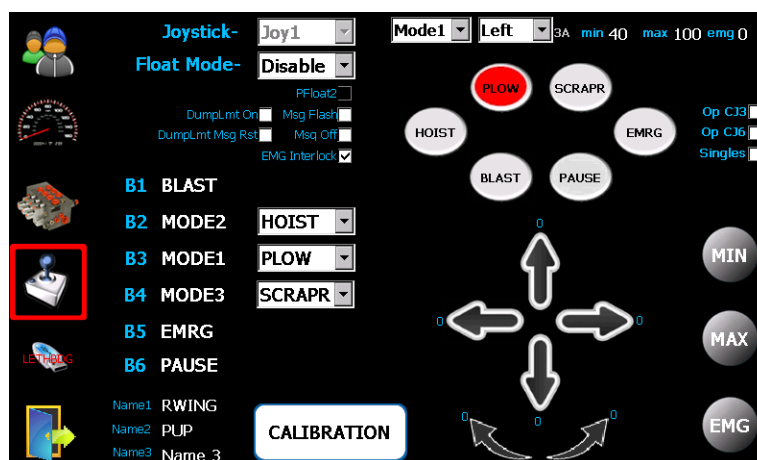 Joystick- Joy1 Mode1 Left 3A min 40 max 100 emg 0
Float Mode- Disable
PFloat2
DumpLmt On Msg Flash
DumpLmt Msg Rst Msg Off
EMG Interlock
PLOW SCRAPR
HOIST EMRG
BLAST PAUSE
Op CJ3
Op CJ6
Singles
B1 BLAST
B2 MODE2 HOIST
B3 MODE1 PLOW
B4 MODE3 SCRAPR
B5 EMRG
B6 PAUSE
0
0 0
0 0 0
MIN
MAX
EMG
LETHBDG
Name1 RWING
Name2 PUP
Name3 Name 3
CALIBRATION